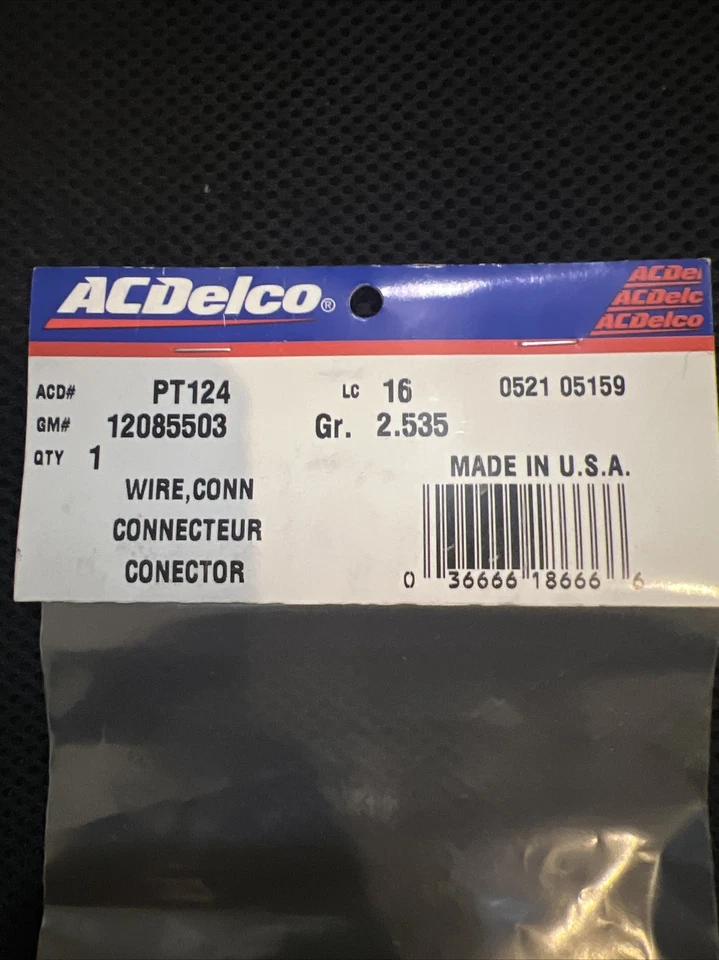 ACDelco®
ACDel
ACDelc
ACDelco
ACD# PT124 LC 16 0521 05159
GM# 12085503 Gr. 2.535
QTY 1
MADE IN U.S.A.
WIRE,CONN
CONNECTEUR
CONECTOR
0 36666 18666 6